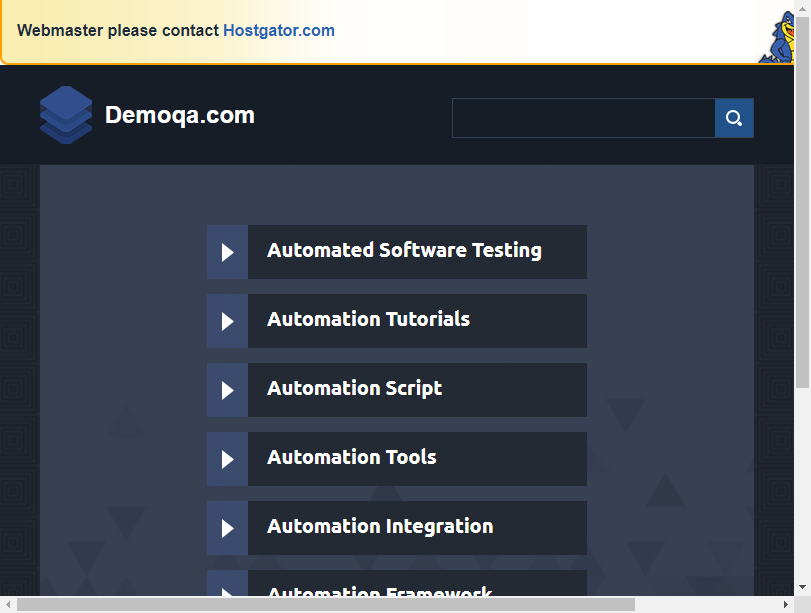 Webmaster please contact Hostgator.com
Demoqa.com
Automated Software Testing
Automation Tutorials
Automation Script
Automation Tools
Automation Integration
Automation Framework